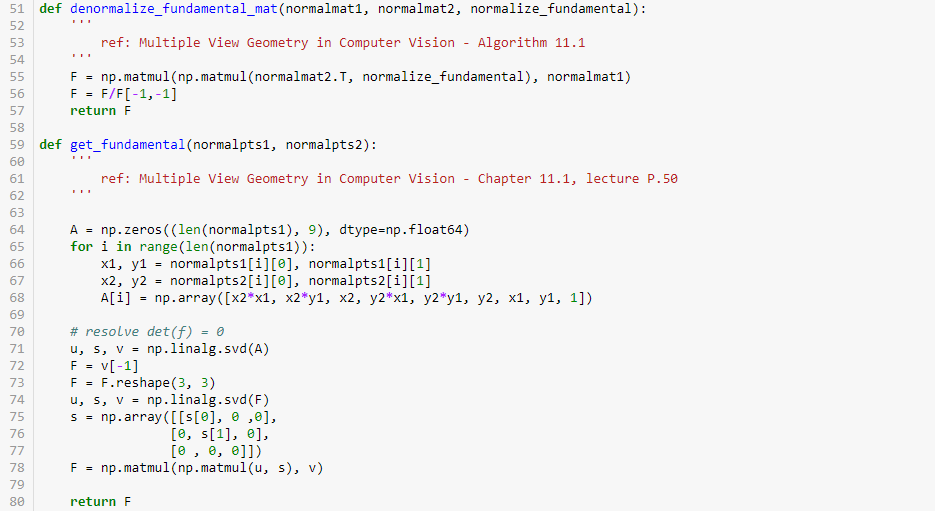 51 def denormalize_fundamental_mat(normalmat1, normalmat2, normalize_fundamental):
52     '''
53         ref: Multiple View Geometry in Computer Vision - Algorithm 11.1
54     '''
55     F = np.matmul(np.matmul(normalmat2.T, normalize_fundamental), normalmat1)
56     F = F/F[-1,-1]
57     return F
58
59 def get_fundamental(normalpts1, normalpts2):
60     '''
61         ref: Multiple View Geometry in Computer Vision - Chapter 11.1, lecture P.50
62     '''
63
64     A = np.zeros((len(normalpts1), 9), dtype=np.float64)
65     for i in range(len(normalpts1)):
66         x1, y1 = normalpts1[i][0], normalpts1[i][1]
67         x2, y2 = normalpts2[i][0], normalpts2[i][1]
68         A[i] = np.array([x2*x1, x2*y1, x2, y2*x1, y2*y1, y2, x1, y1, 1])
69
70     # resolve det(f) = 0
71     u, s, v = np.linalg.svd(A)
72     F = v[-1]
73     F = F.reshape(3, 3)
74     u, s, v = np.linalg.svd(F)
75     s = np.array([[s[0], 0 ,0],
76                  [0, s[1], 0],
77                  [0 , 0, 0]])
78     F = np.matmul(np.matmul(u, s), v)
79
80     return F